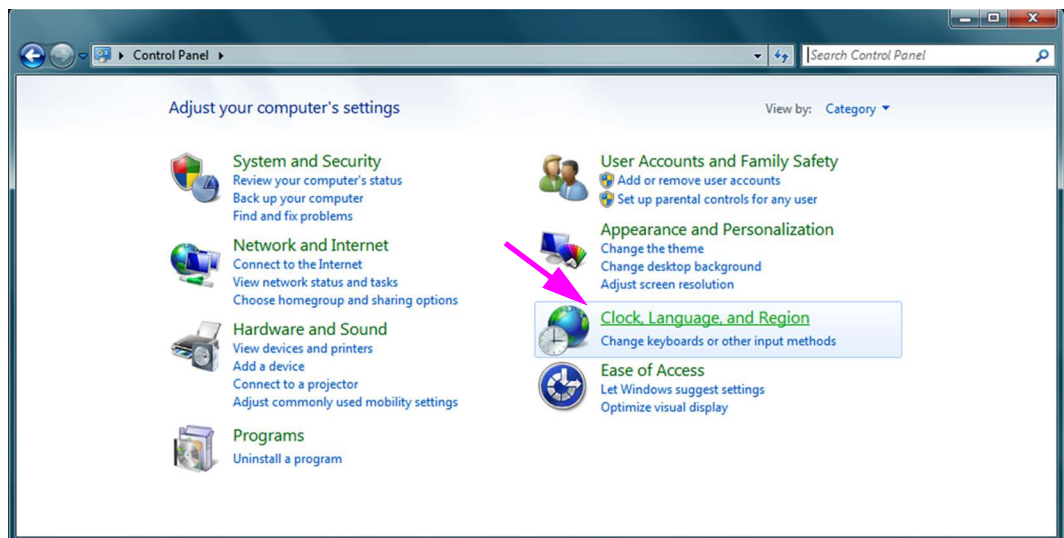 Control Panel
Search Control Panel
Adjust your computer's settings
View by: Category
System and Security
Review your computer's status
Back up your computer
Find and fix problems
Network and Internet
Connect to the Internet
View network status and tasks
Choose homegroup and sharing options
Hardware and Sound
View devices and printers
Add a device
Connect to a projector
Adjust commonly used mobility settings
Programs
Uninstall a program
User Accounts and Family Safety
Add or remove user accounts
Set up parental controls for any user
Appearance and Personalization
Change the theme
Change desktop background
Adjust screen resolution
Clock, Language, and Region
Change keyboards or other input methods
Ease of Access
Let Windows suggest settings
Optimize visual display